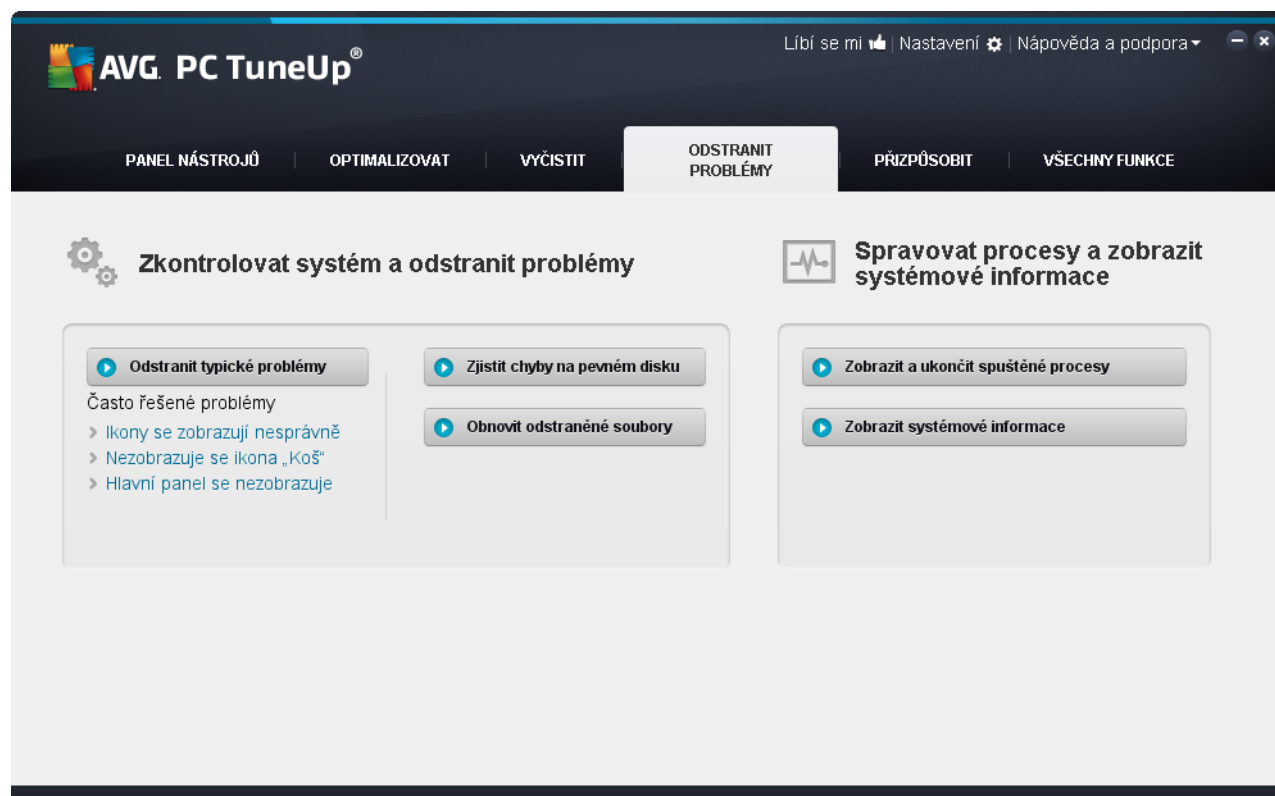 AVG. PC TuneUp®
Líbí se mi | Nastavení | Nápověda a podpora
PANEL NÁSTROJŮ
OPTIMALIZOVAT
VYČISTIT
ODSTRANIT
PROBLÉMY
PŘIZPŮSOBIT
VŠECHNY FUNKCE
Zkontrolovat systém a odstranit problémy
Odstranit typické problémy
Často řešené problémy
Ikony se zobrazují nesprávně
Nezobrazuje se ikona „Koš“
Hlavní panel se nezobrazuje
Zjistit chyby na pevném disku
Obnovit odstraněné soubory
Spravovat procesy a zobrazit
systémové informace
Zobrazit a ukončit spuštěné procesy
Zobrazit systémové informace